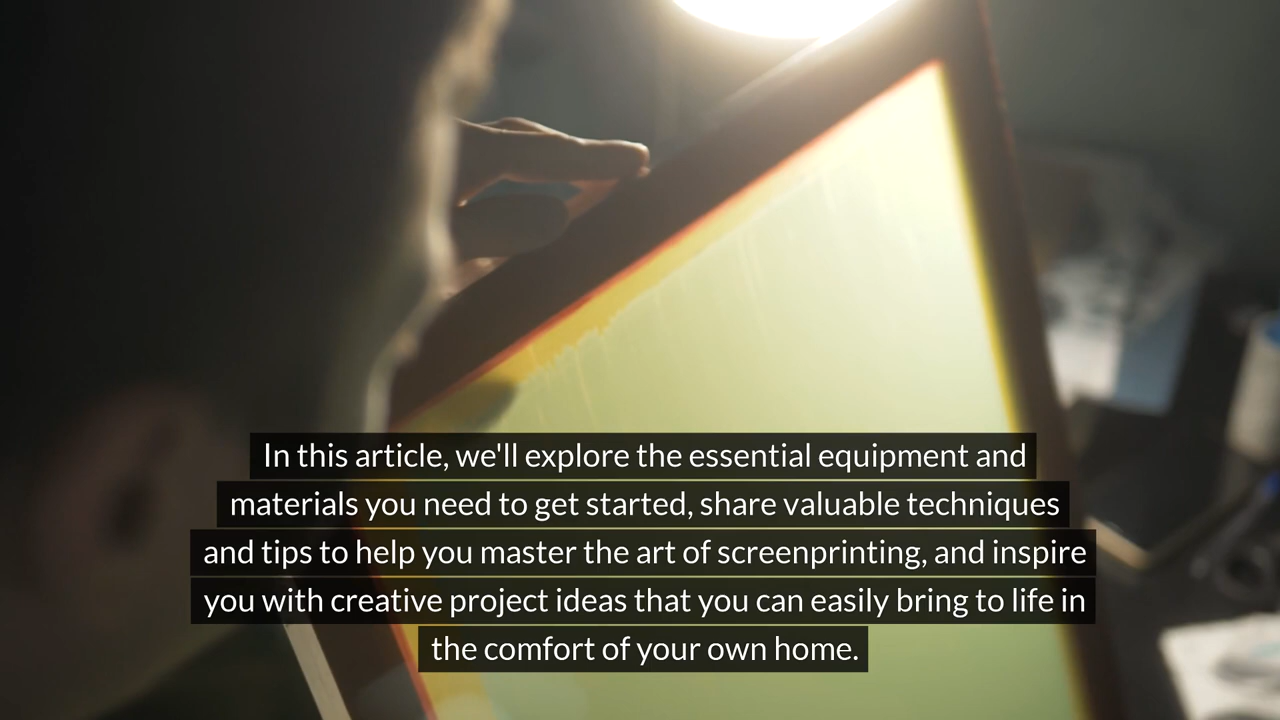 In this article, we'll explore the essential equipment and
materials you need to get started, share valuable techniques
and tips to help you master the art of screenprinting, and inspire
you with creative project ideas that you can easily bring to life in
the comfort of your own home.